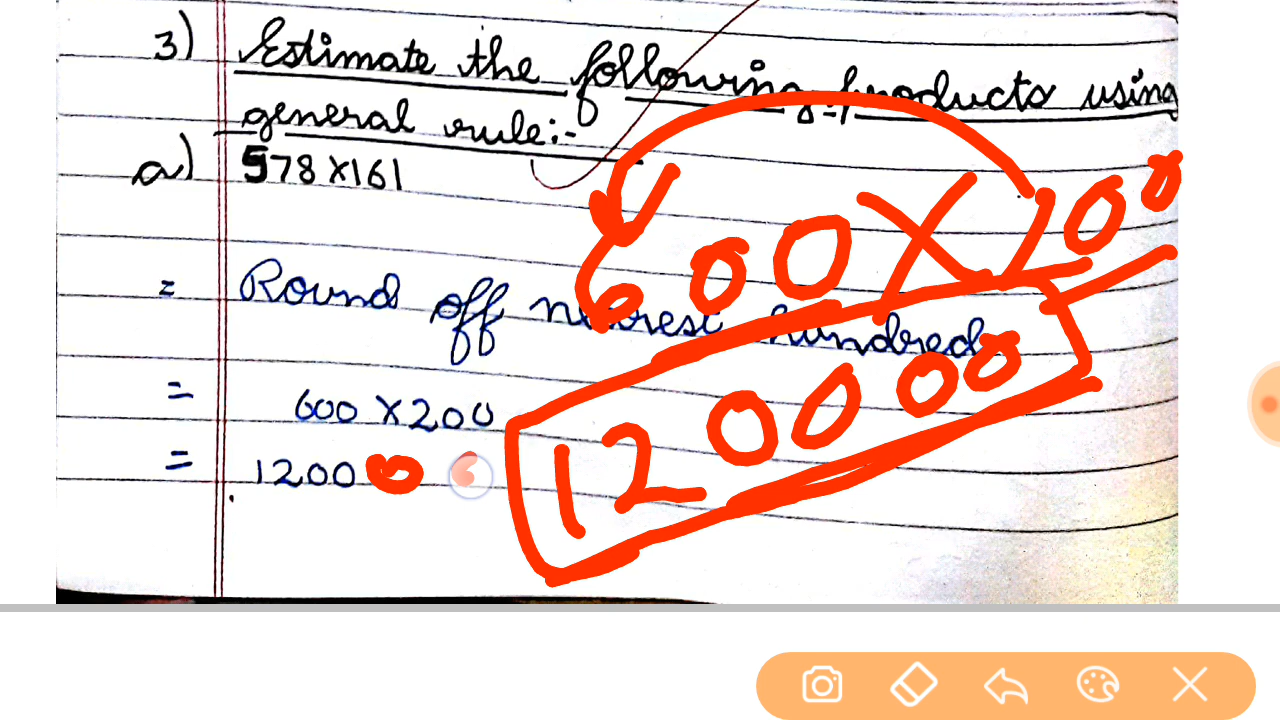 3) Estimate the following products using
general rule:-
a) 578×161
600×200
= Round off nearest hundred
120000
= 600×200
= 12000